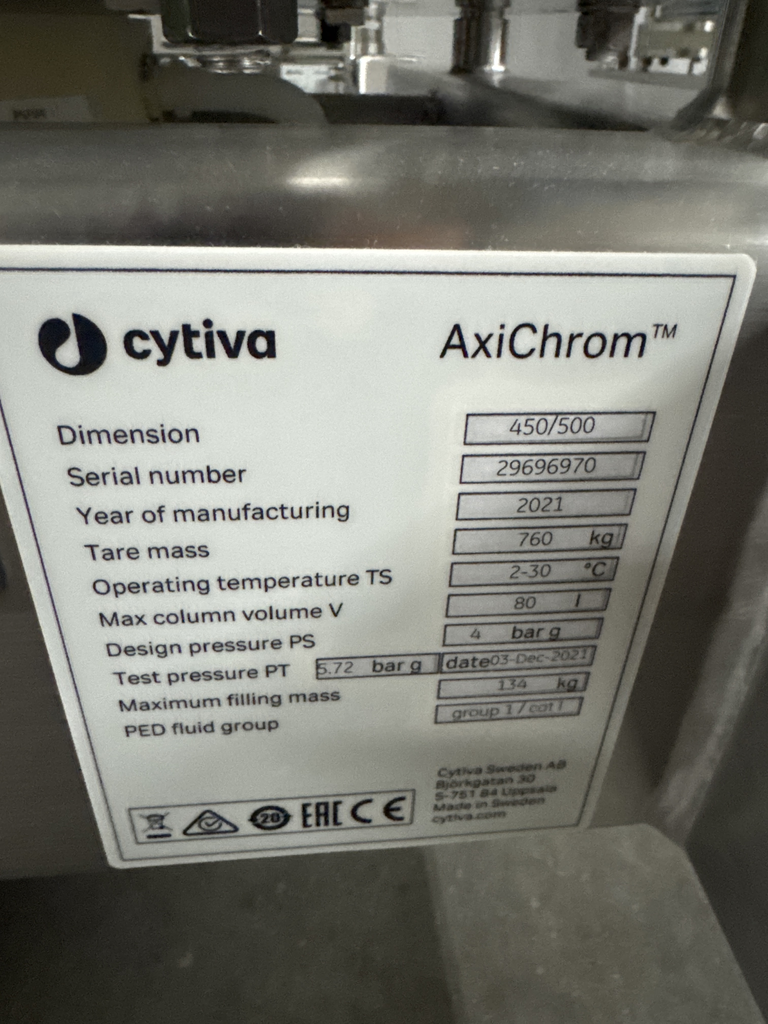 cytiva AxiChrom™
Dimension 450/500
Serial number 29696970
Year of manufacturing 2021
Tare mass 760 kg
Operating temperature TS 2-30 °C
Max column volume V 80 l
Design pressure PS 4 bar g
Test pressure PT 5.72 bar g date 03-Dec-2021
Maximum filling mass 134 kg
PED fluid group group 1 / cat I
Cytiva Sweden AB
Björkgatan 30
S-751 84 Uppsala
Made in Sweden
cytiva.com
20 EAC CE